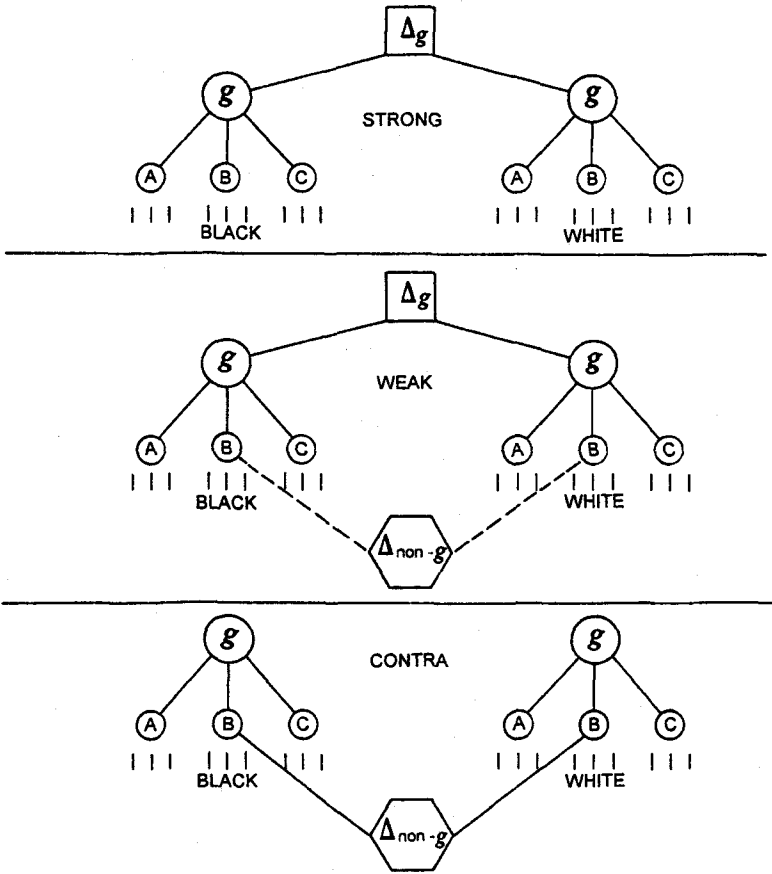 Δg
g g
STRONG
A B C A B C
BLACK WHITE
Δg
g g
WEAK
A B C A B C
BLACK WHITE
Δnon-g
g g
CONTRA
A B C A B C
BLACK WHITE
Δnon-g